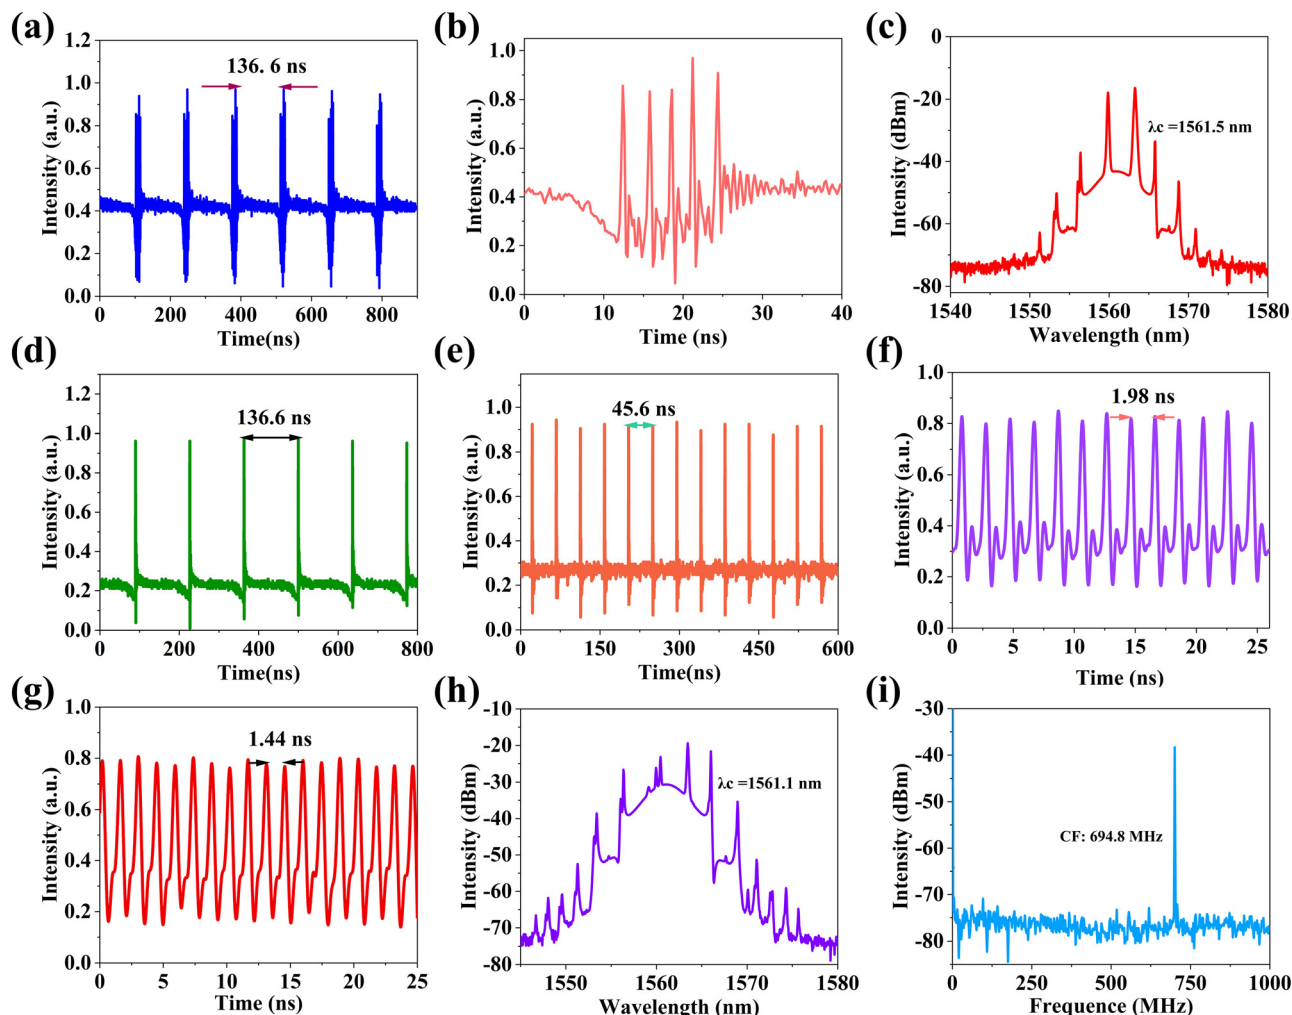 (a)
1.2
1.0
0.8
0.6
0.4
0.2
0.0
Intensity (a.u.)
136. 6 ns
0 200 400 600 800
Time(ns)
(b)
1.0
0.8
0.6
0.4
0.2
0.0
Intensity (a.u.)
0 10 20 30 40
Time (ns)
(c)
0
-20
-40
-60
-80
Intensity (dBm)
λc =1561.5 nm
1540 1550 1560 1570 1580
Wavelength (nm)
(d)
1.2
1.0
0.8
0.6
0.4
0.2
0.0
Intensity (a.u.)
136.6 ns
0 200 400 600 800
Time(ns)
(e)
1.0
0.8
0.6
0.4
0.2
0.0
Intensity (a.u.)
45.6 ns
0 150 300 450 600
Time(ns)
(f)
1.0
0.8
0.6
0.4
0.2
0.0
Intensity (a.u.)
1.98 ns
0 5 10 15 20 25
Time (ns)
(g)
1.0
0.8
0.6
0.4
0.2
0.0
Intensity (a.u.)
1.44 ns
0 5 10 15 20 25
Time (ns)
(h)
-10
-20
-30
-40
-50
-60
-70
-80
Intensity (dBm)
λc =1561.1 nm
1550 1560 1570 1580
Wavelength (nm)
(i)
-30
-40
-50
-60
-70
-80
Intensity (dBm)
CF: 694.8 MHz
0 250 500 750 1000
Frequence (MHz)